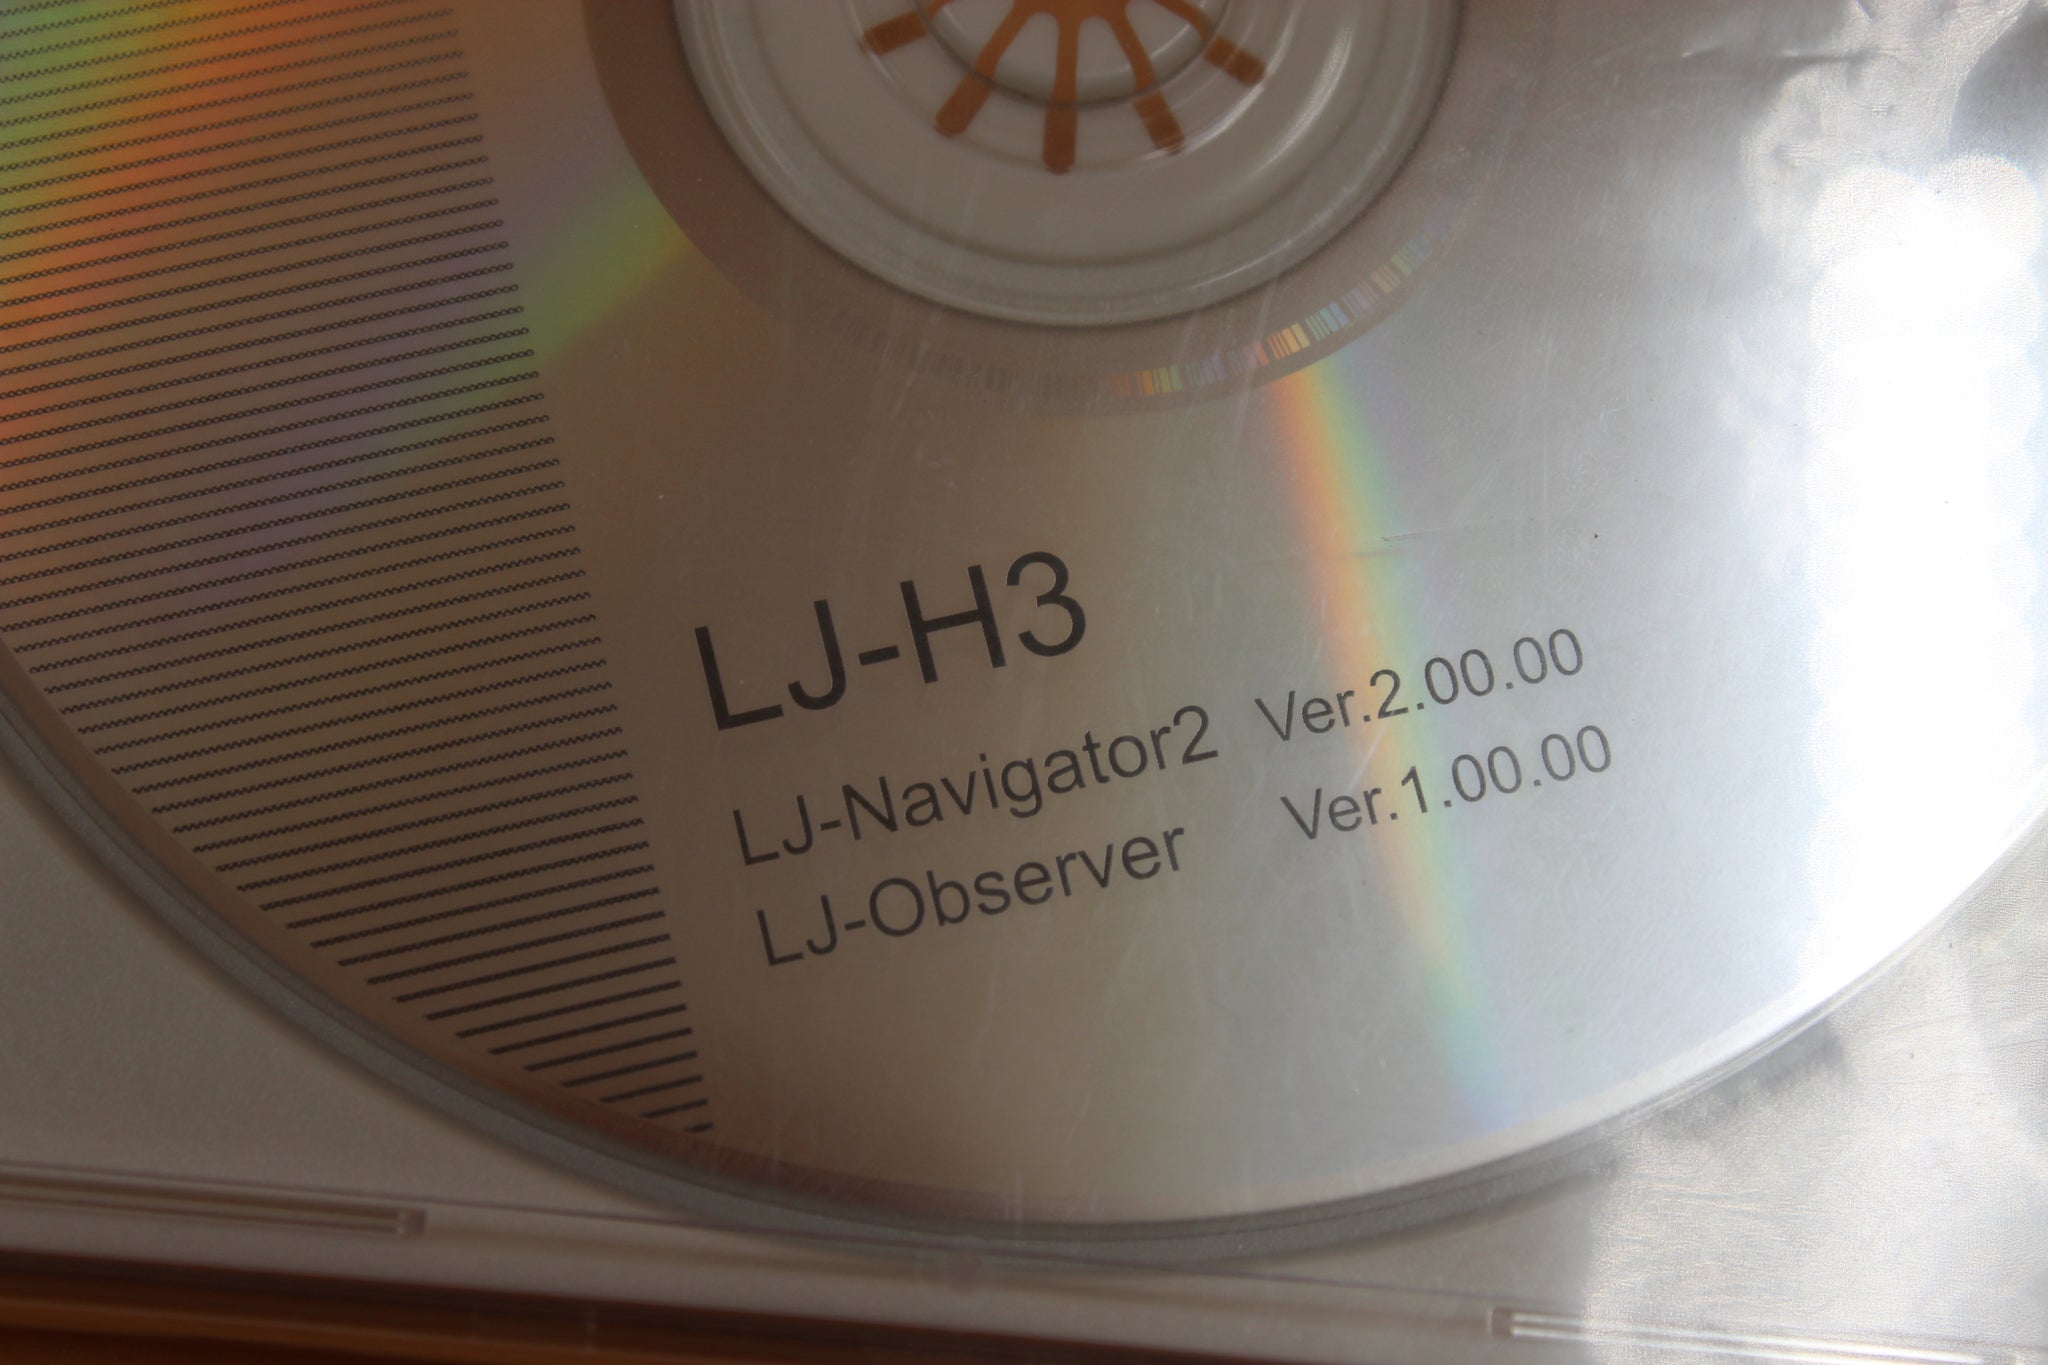 LJ-H3
LJ-Navigator2 Ver.2.00.00
LJ-Observer Ver.1.00.00